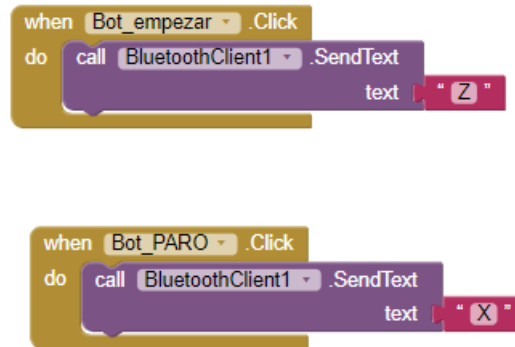 when Bot_empezar .Click
do call BluetoothClient1 .SendText
text " Z "
when Bot_PARO .Click
do call BluetoothClient1 .SendText
text " X "